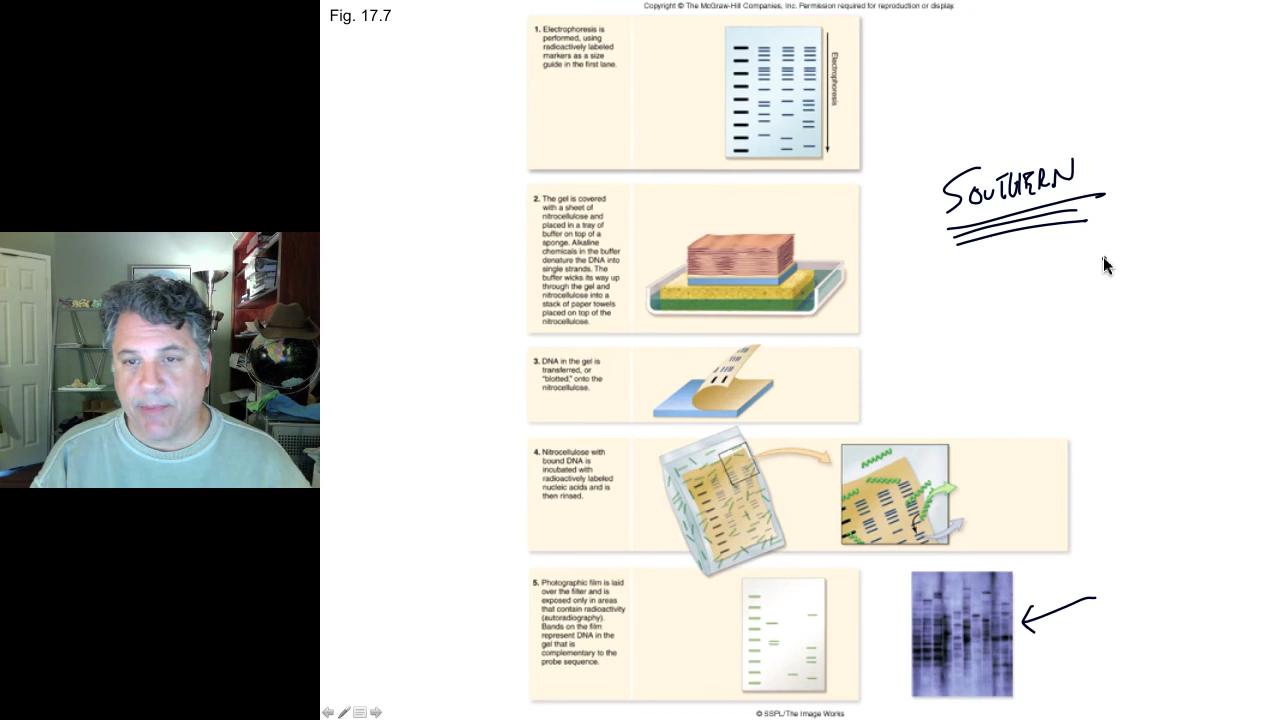 Copyright © The McGraw-Hill Companies, Inc. Permission required for reproduction or display.
Fig. 17.7
1. Electrophoresis is
performed, using
radioactively labeled
markers as a size
guide in the first lane.
Electrophoresis
SOUTHERN
2. The gel is covered
with a sheet of
nitrocellulose and
placed in a tray of
buffer on top of a
sponge. Alkaline
chemicals in the buffer
denature the DNA into
single strands. The
buffer wicks its way up
through the gel and
nitrocellulose into a
stack of paper towels
placed on top of the
nitrocellulose.
3. DNA in the gel is
transferred, or
"blotted," onto the
nitrocellulose.
4. Nitrocellulose with
bound DNA is
incubated with
radioactively labeled
nucleic acids and is
then rinsed.
5. Photographic film is laid
over the filter and is
exposed only in areas
that contain radioactivity
(autoradiography).
Bands on the film
represent DNA in the
gel that is
complementary to the
probe sequence.
© SSPL/The Image Works